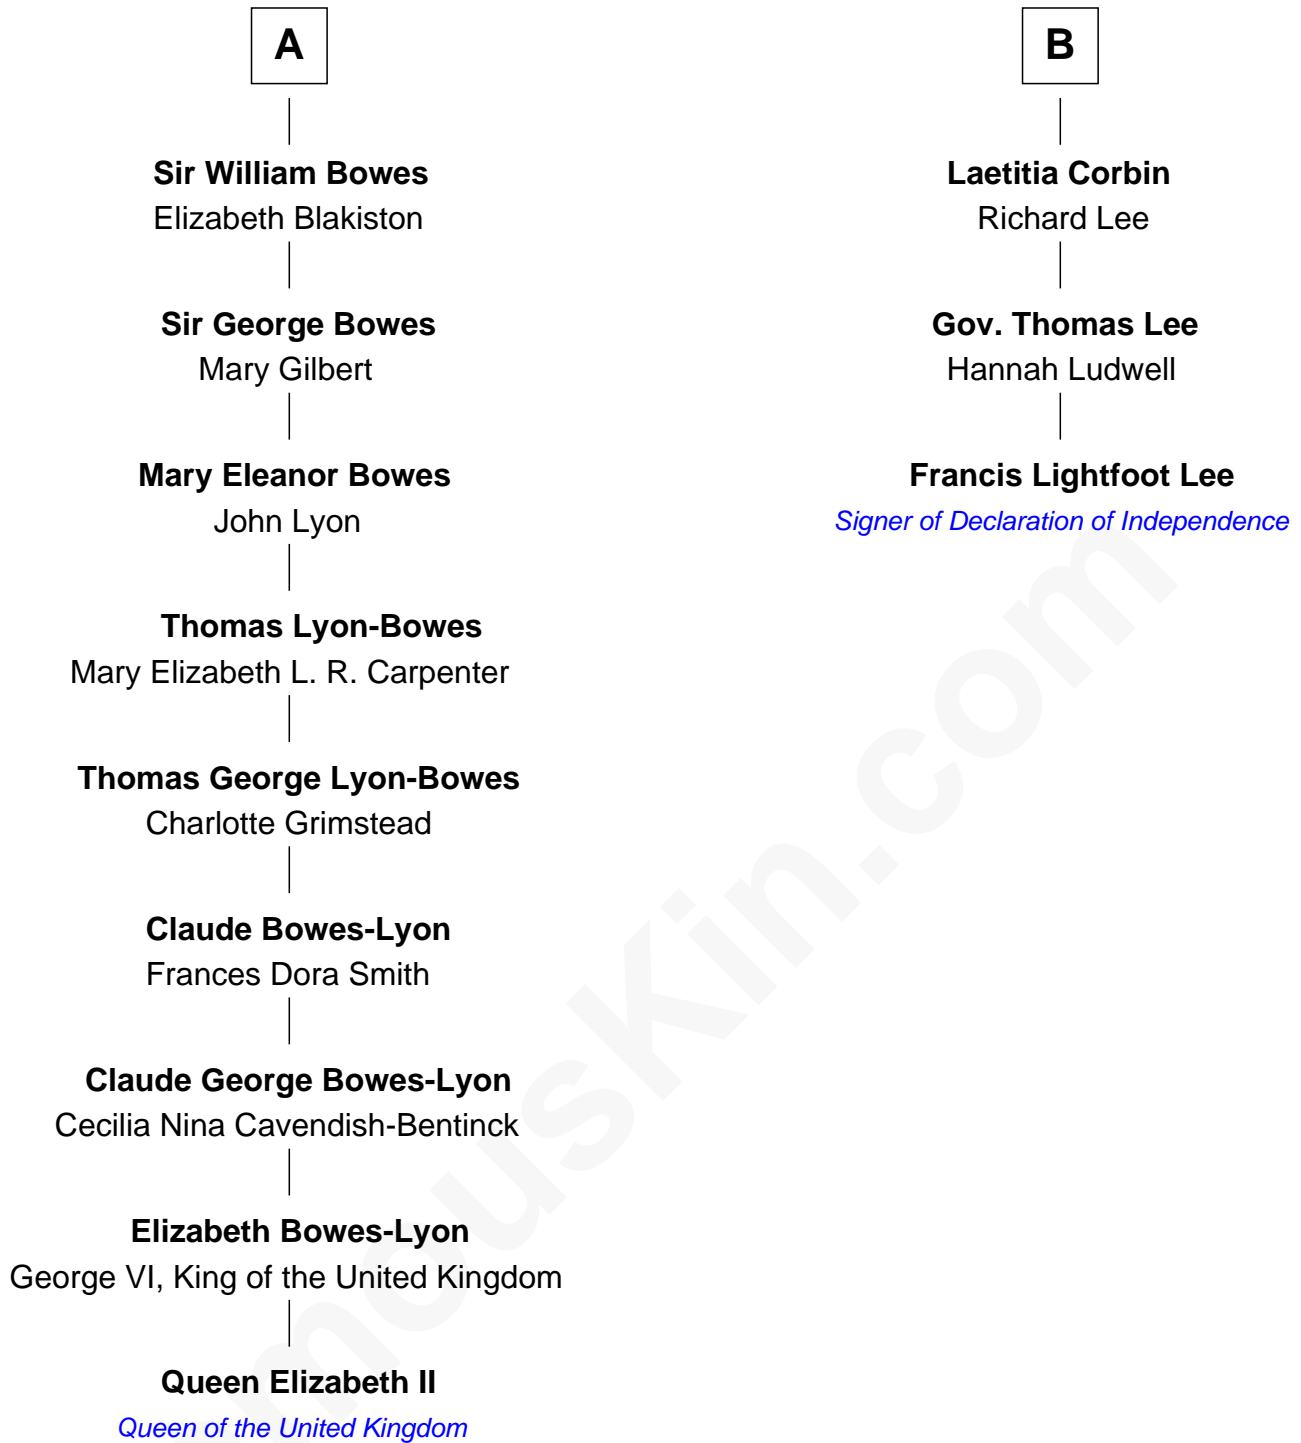 A
Sir William Bowes
Elizabeth Blakiston
Sir George Bowes
Mary Gilbert
Mary Eleanor Bowes
John Lyon
Thomas Lyon-Bowes
Mary Elizabeth L. R. Carpenter
Thomas George Lyon-Bowes
Charlotte Grimstead
Claude Bowes-Lyon
Frances Dora Smith
Claude George Bowes-Lyon
Cecilia Nina Cavendish-Bentinck
Elizabeth Bowes-Lyon
George VI, King of the United Kingdom
Queen Elizabeth II
Queen of the United Kingdom
B
Laetitia Corbin
Richard Lee
Gov. Thomas Lee
Hannah Ludwell
Francis Lightfoot Lee
Signer of Declaration of Independence
mousKin.com